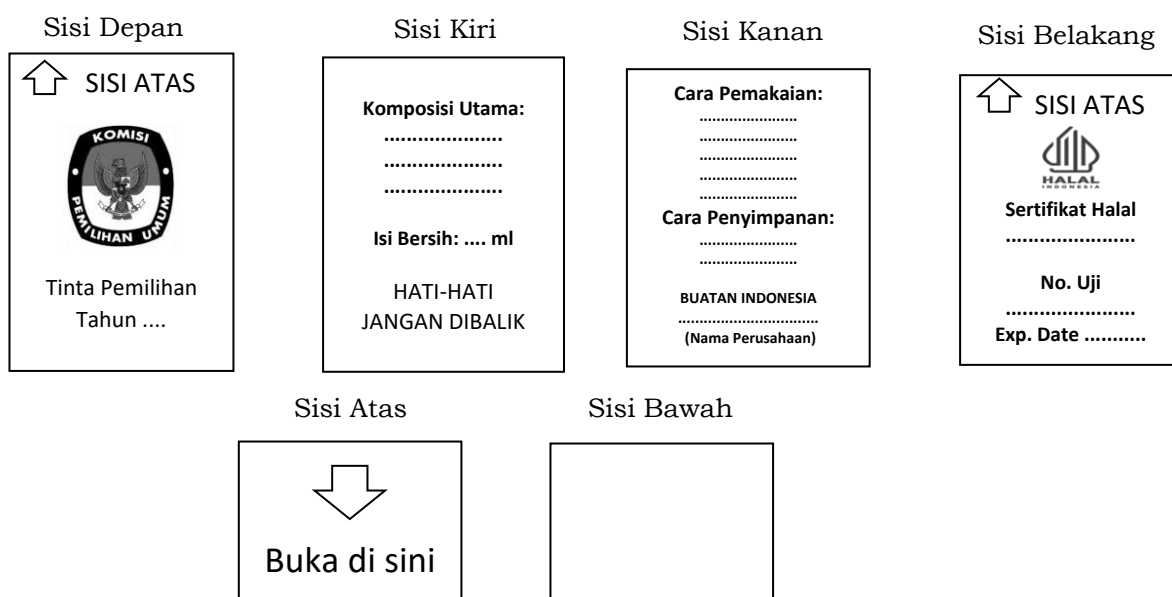 Sisi Depan
SISI ATAS
KOMISI
PEMILIHAN UMUM
Tinta Pemilihan
Tahun ....
Sisi Kiri
Komposisi Utama:
.....................
.....................
.....................
Isi Bersih: .... ml
HATI-HATI
JANGAN DIBALIK
Sisi Kanan
Cara Pemakaian:
.......................
.......................
.......................
.......................
.......................
Cara Penyimpanan:
.......................
.......................
BUATAN INDONESIA
.................................
(Nama Perusahaan)
Sisi Belakang
SISI ATAS
HALAL
INDONESIA
Sertifikat Halal
.......................
No. Uji
.......................
Exp. Date ...........
Sisi Atas
Buka di sini
Sisi Bawah